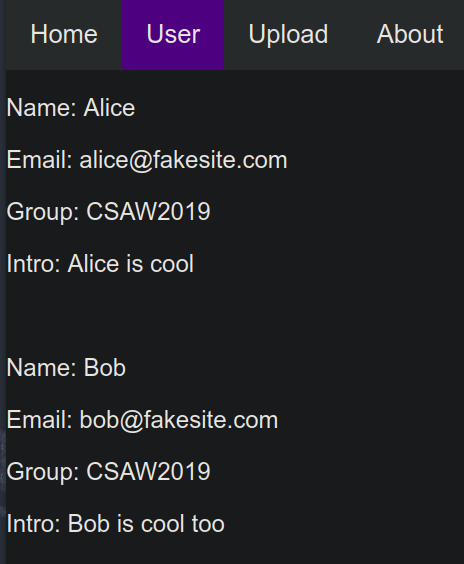 Home User Upload About
Name: Alice
Email: alice@fakesite.com
Group: CSAW2019
Intro: Alice is cool
Name: Bob
Email: bob@fakesite.com
Group: CSAW2019
Intro: Bob is cool too